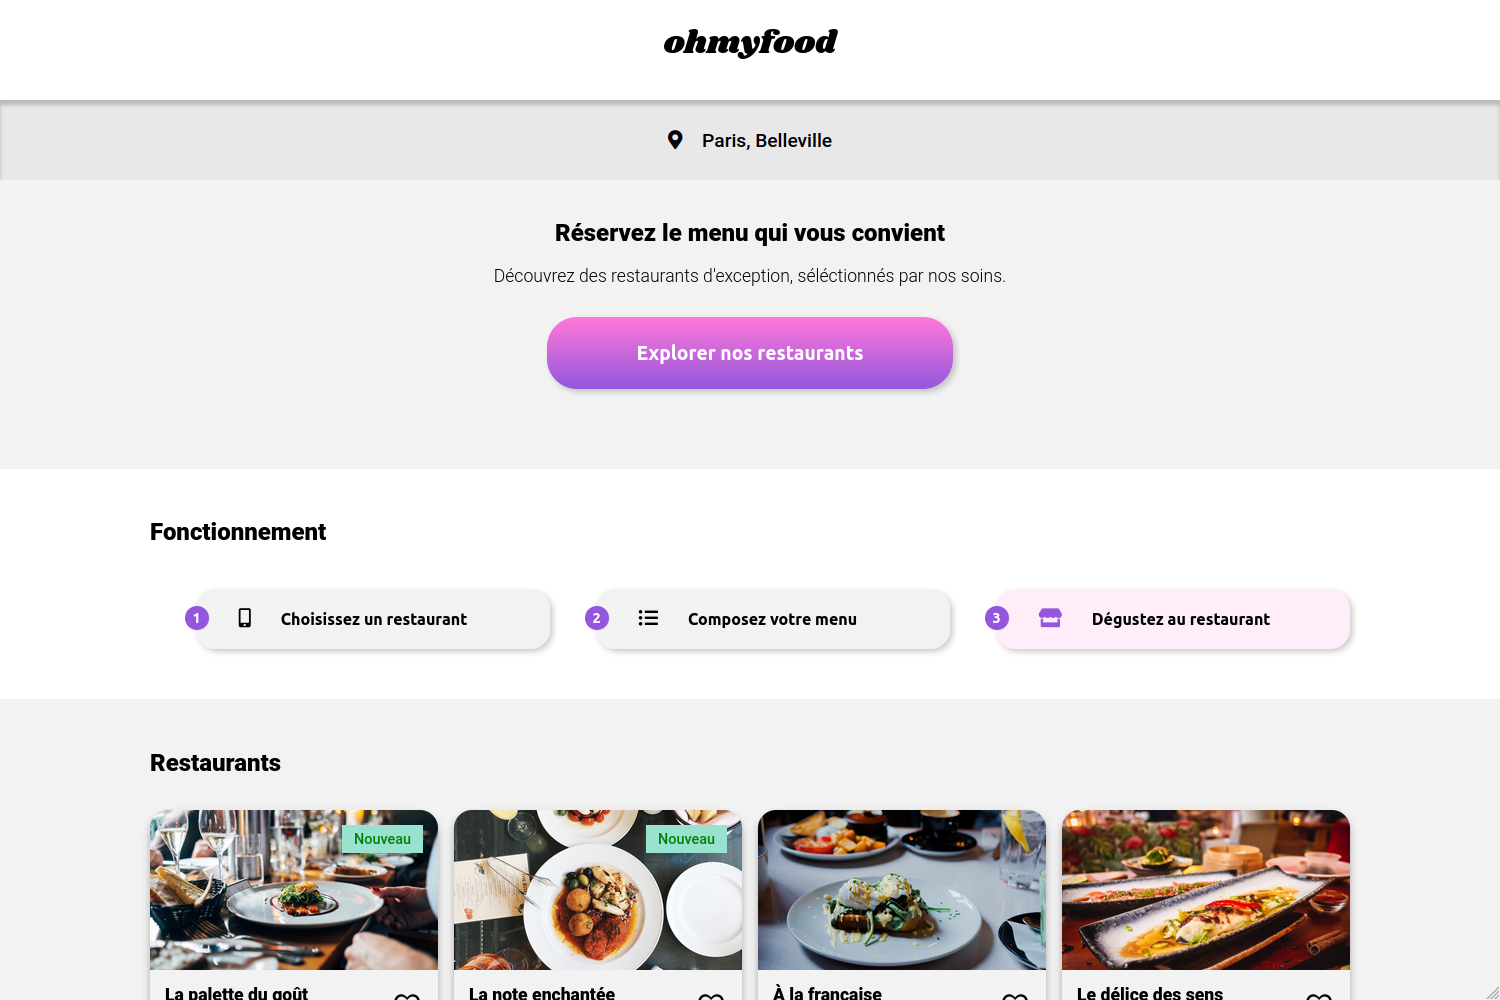 ohmyfood
Paris, Belleville
Réservez le menu qui vous convient
Découvrez des restaurants d'exception, séléctionnés par nos soins.
Explorer nos restaurants
Fonctionnement
1 Choisissez un restaurant
2 Composez votre menu
3 Dégustez au restaurant
Restaurants
Nouveau
Nouveau
La palette du goût
La note enchantée
À la française
Le délice des sens